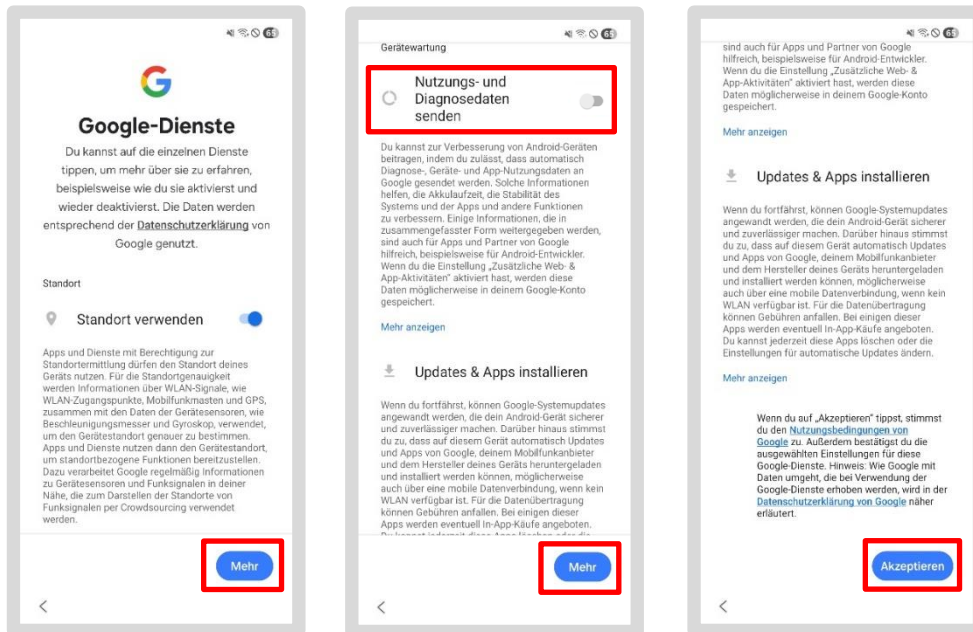 65
G
Google-Dienste
Du kannst auf die einzelnen Dienste
tippen, um mehr über sie zu erfahren,
beispielsweise wie du sie aktivierst und
wieder deaktivierst. Die Daten werden
entsprechend der Datenschutzerklärung von
Google genutzt.
Standort
Standort verwenden
Apps und Dienste mit Berechtigung zur
Standortermittlung dürfen den Standort deines
Geräts nutzen. Für die Standortgenauigkeit
werden Informationen über WLAN-Signale, wie
WLAN-Zugangspunkte, Mobilfunkmasten und GPS,
zusammen mit den Daten der Gerätesensoren, wie
Beschleunigungsmesser und Gyroskop, verwendet,
um den Gerätestandort genauer zu bestimmen.
Apps und Dienste nutzen dann den Gerätestandort,
um standortbezogene Funktionen bereitzustellen.
Dazu verarbeitet Google regelmäßig Informationen
zu Gerätesensoren und Funksignalen in deiner
Nähe, die zum Darstellen der Standorte von
Funksignalen per Crowdsourcing verwendet
werden.
Mehr
65
Gerätewartung
Nutzungs- und
Diagnosedaten
senden
Du kannst zur Verbesserung von Android-Geräten
beitragen, indem du zulässt, dass automatisch
Diagnose-, Geräte- und App-Nutzungsdaten an
Google gesendet werden. Solche Informationen
helfen, die Akkulaufzeit, die Stabilität des
Systems und der Apps und andere Funktionen
zu verbessern. Einige Informationen, die in
zusammengefasster Form weitergegeben werden,
sind auch für Apps und Partner von Google
hilfreich, beispielsweise für Android-Entwickler.
Wenn du die Einstellung „Zusätzliche Web- &
App-Aktivitäten“ aktiviert hast, werden diese
Daten möglicherweise in deinem Google-Konto
gespeichert.
Mehr anzeigen
Updates & Apps installieren
Wenn du fortfährst, können Google-Systemupdates
angewandt werden, die dein Android-Gerät sicherer
und zuverlässiger machen. Darüber hinaus stimmst
du zu, dass auf diesem Gerät automatisch Updates
und Apps von Google, deinem Mobilfunkanbieter
und dem Hersteller deines Geräts heruntergeladen
und installiert werden können, möglicherweise
auch über eine mobile Datenverbindung, wenn kein
WLAN verfügbar ist. Für die Datenübertragung
können Gebühren anfallen. Bei einigen dieser
Apps werden eventuell In-App-Käufe angeboten.
Du kannst jederzeit diese Apps löschen oder die
Mehr
65
sind auch für Apps und Partner von Google
hilfreich, beispielsweise für Android-Entwickler.
Wenn du die Einstellung „Zusätzliche Web- &
App-Aktivitäten“ aktiviert hast, werden diese
Daten möglicherweise in deinem Google-Konto
gespeichert.
Mehr anzeigen
Updates & Apps installieren
Wenn du fortfährst, können Google-Systemupdates
angewandt werden, die dein Android-Gerät sicherer
und zuverlässiger machen. Darüber hinaus stimmst
du zu, dass auf diesem Gerät automatisch Updates
und Apps von Google, deinem Mobilfunkanbieter
und dem Hersteller deines Geräts heruntergeladen
und installiert werden können, möglicherweise
auch über eine mobile Datenverbindung, wenn kein
WLAN verfügbar ist. Für die Datenübertragung
können Gebühren anfallen. Bei einigen dieser
Apps werden eventuell In-App-Käufe angeboten.
Du kannst jederzeit diese Apps löschen oder die
Einstellungen für automatische Updates ändern.
Mehr anzeigen
Wenn du auf „Akzeptieren“ tippst, stimmst
du den Nutzungsbedingungen von
Google zu. Außerdem bestätigst du die
ausgewählten Einstellungen für diese
Google-Dienste. Hinweis: Wie Google mit
Daten umgeht, die bei Verwendung der
Google-Dienste erhoben werden, wird in der
Datenschutzerklärung von Google näher
erläutert.
Akzeptieren